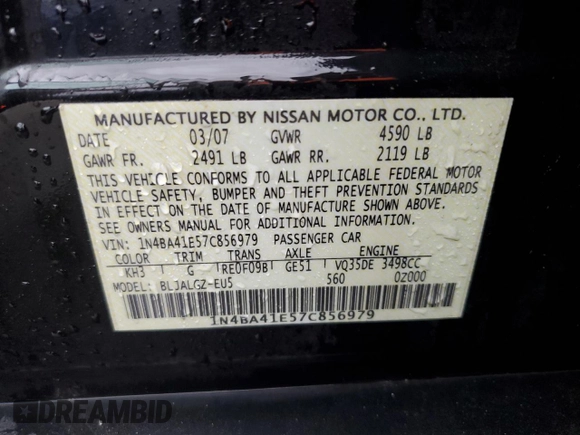 MANUFACTURED BY NISSAN MOTOR CO., LTD.
DATE 03/07 GVWR 4590 LB
GAWR FR. 2491 LB GAWR RR. 2119 LB
THIS VEHICLE CONFORMS TO ALL APPLICABLE FEDERAL MOTOR
VEHICLE SAFETY, BUMPER AND THEFT PREVENTION STANDARDS
IN EFFECT ON THE DATE OF MANUFACTURE SHOWN ABOVE.
SEE OWNERS MANUAL FOR ADDITIONAL INFORMATION.
VIN: 1N4BA41E57C856979 PASSENGER CAR
COLOR TRIM TRANS AXLE ENGINE
KH3 G RE0F09B GE51 VQ35DE 3498CC
MODEL: BLJALGZ-EU5 560 0Z000
1N4BA41E57C856979
DREAMBID